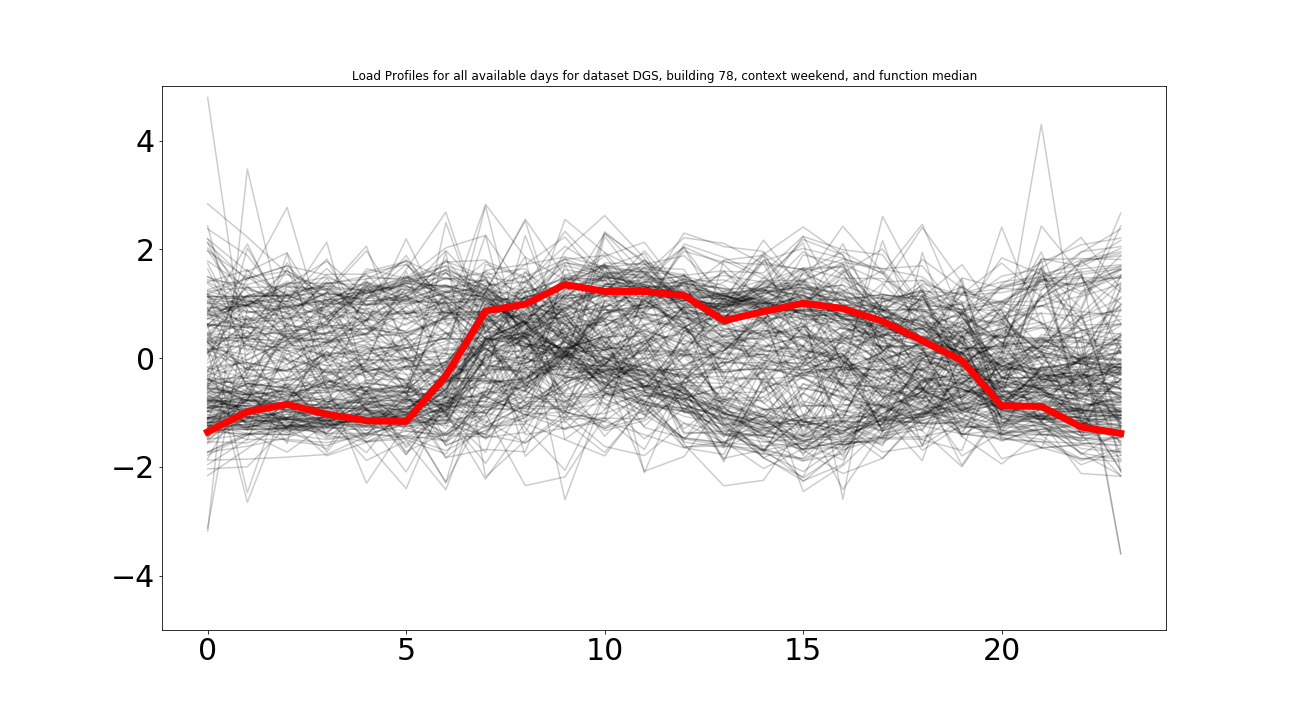 Load Profiles for all available days for dataset DGS, building 78, context weekend, and function median
4
2
0
−2
−4
0 5 10 15 20